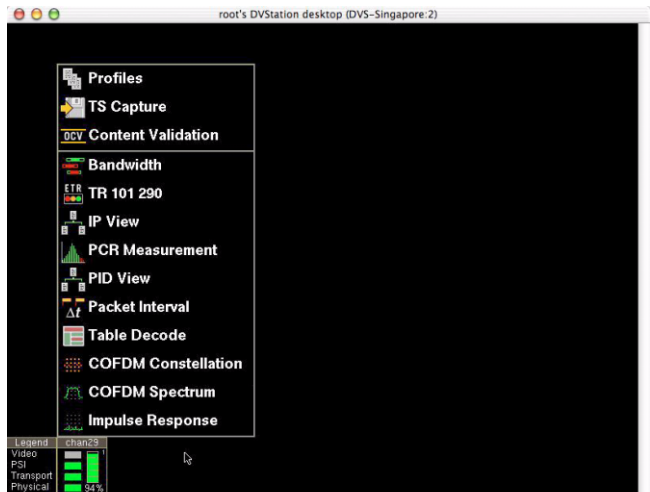 root's DVStation desktop (DVS-Singapore:2)
Profiles
TS Capture
OCV Content Validation
Bandwidth
ETR TR 101 290
IP View
PCR Measurement
PID View
Δt Packet Interval
Table Decode
COFDM Constellation
COFDM Spectrum
Impulse Response
Legend chan29
Video 1
PSI
Transport
Physical 94%